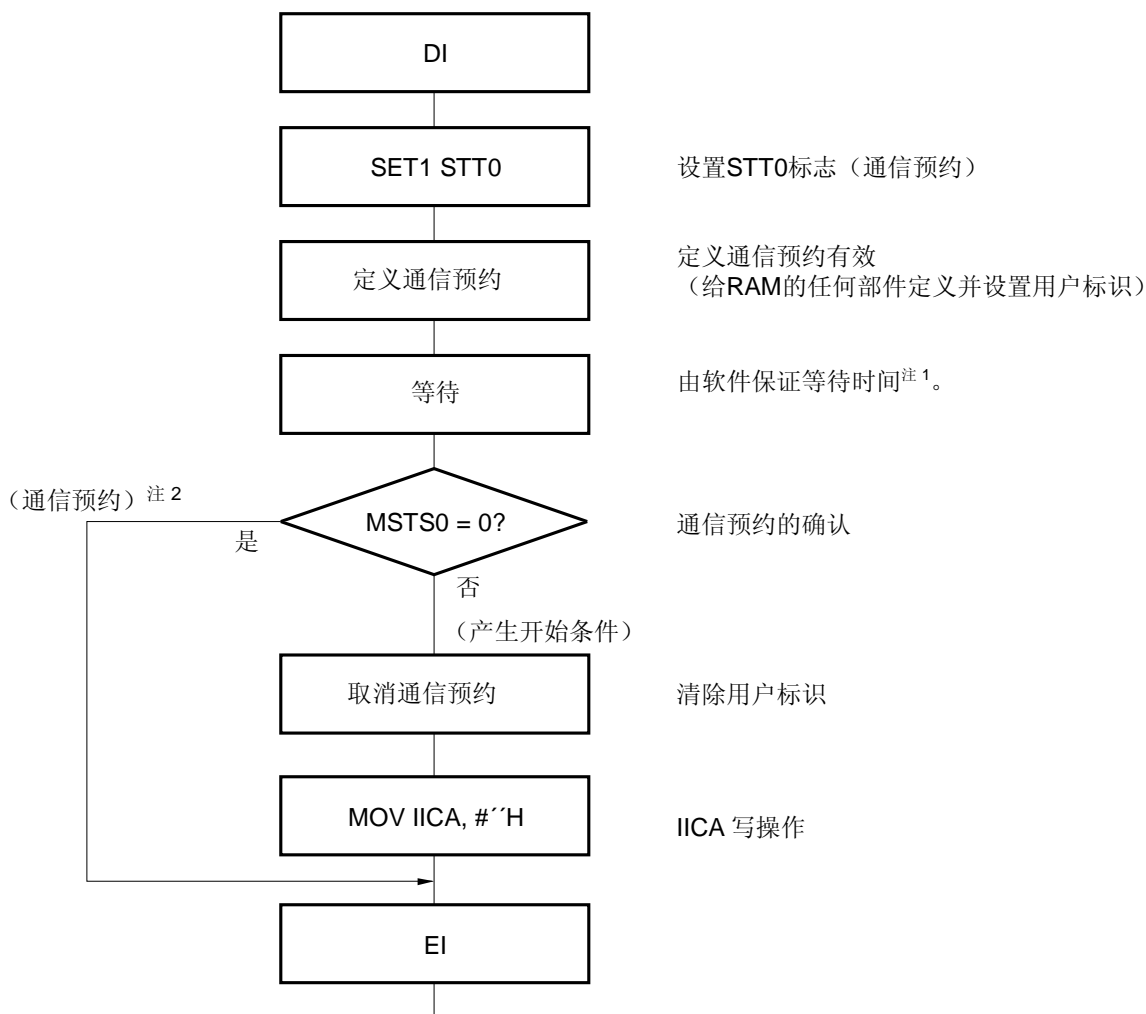 DI
SET1 STT0
设置STT0标志（通信预约）
定义通信预约
定义通信预约有效
（给RAM的任何部件定义并设置用户标识）
等待
由软件保证等待时间注 1。
（通信预约）注 2
MSTS0 = 0?
通信预约的确认
是
否
（产生开始条件）
取消通信预约
清除用户标识
MOV IICA, #´´H
IICA 写操作
EI